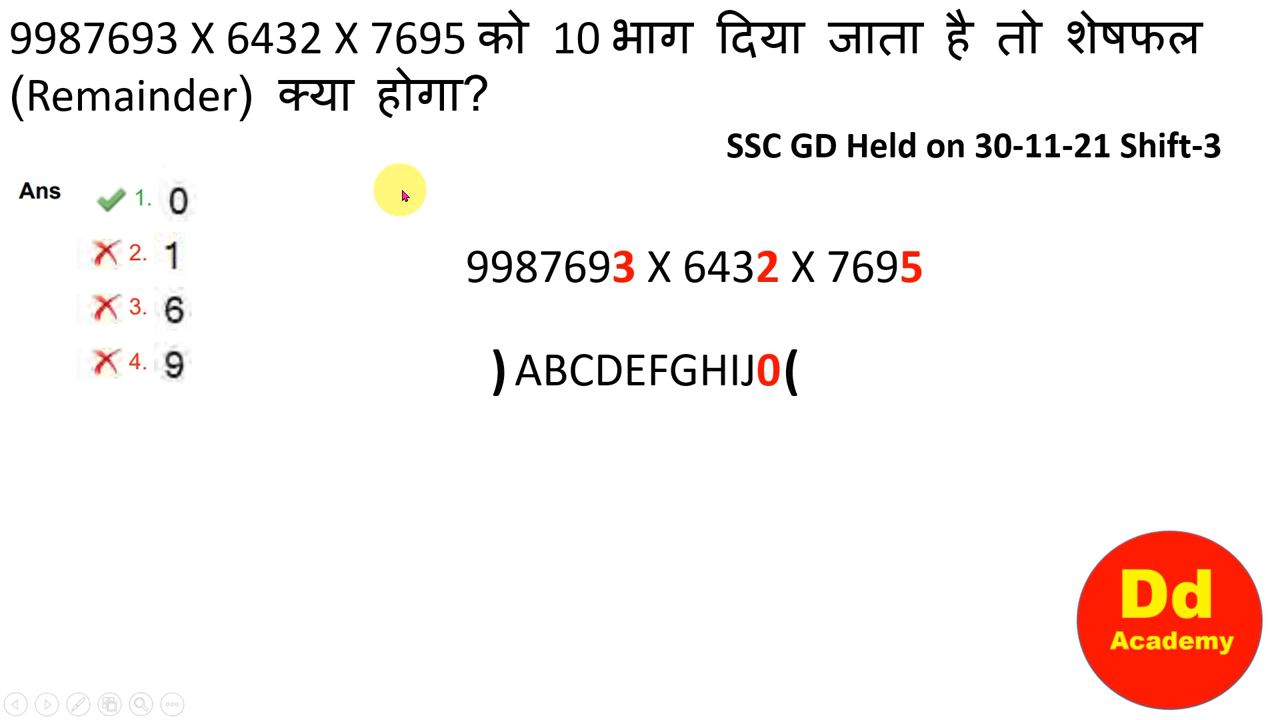 9987693 X 6432 X 7695 को 10 भाग दिया जाता है तो शेषफल
(Remainder) क्या होगा?
SSC GD Held on 30-11-21 Shift-3
Ans 1. 0
2. 1
3. 6
4. 9
9987693 X 6432 X 7695
) ABCDEFGHIJ0 (
Dd
Academy